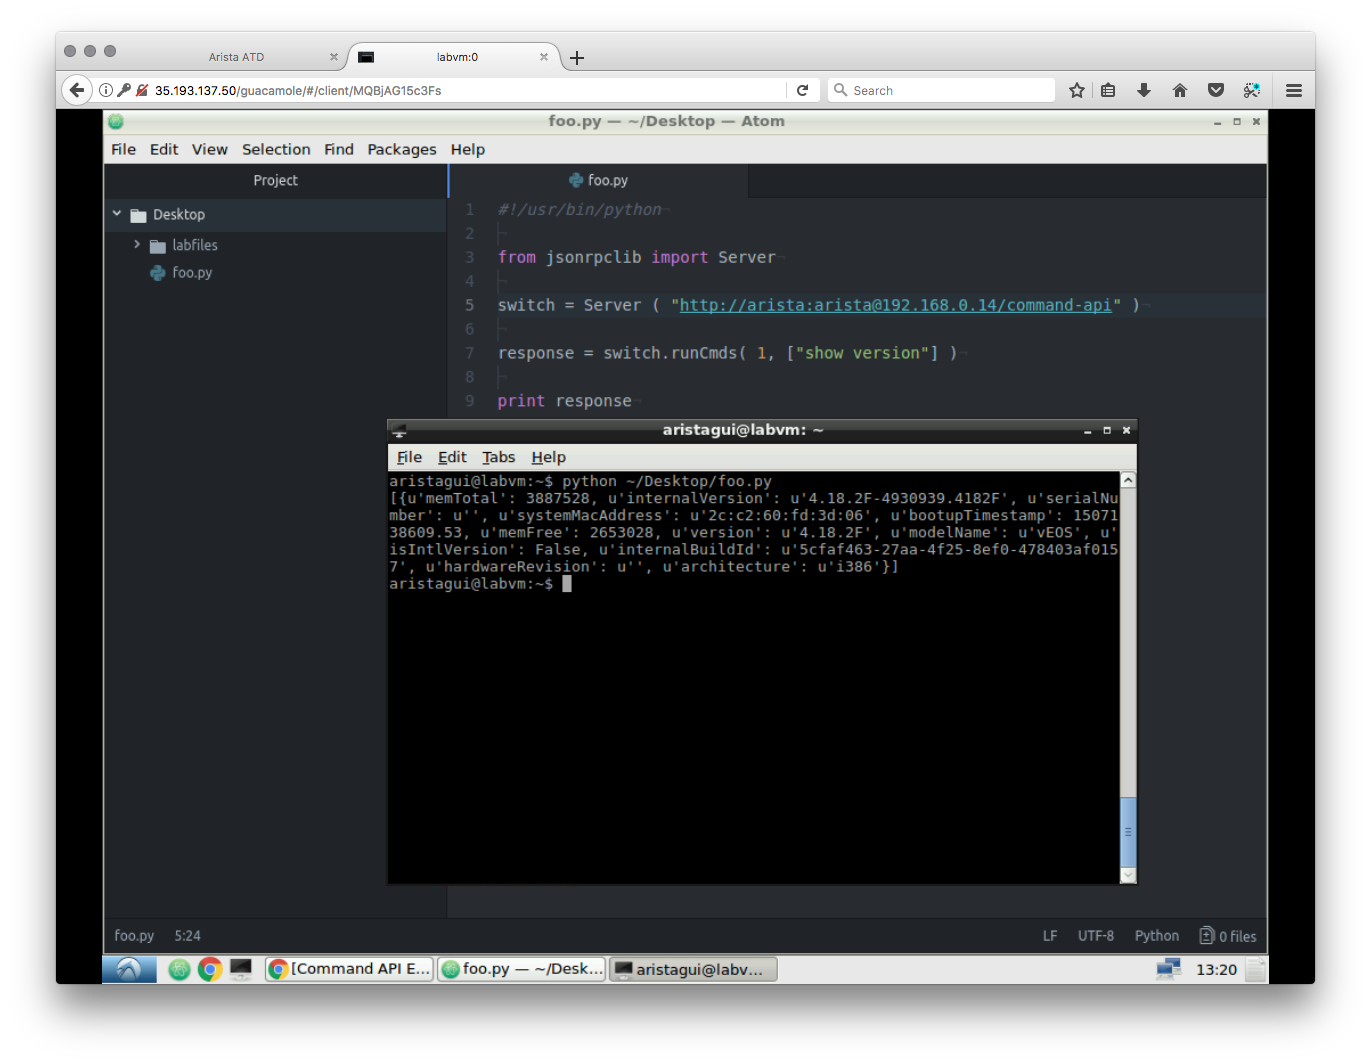 Arista ATD
labvm:0
35.193.137.50/guacamole/#/client/MQBjAG15c3Fs
Search
foo.py — ~/Desktop — Atom
File Edit View Selection Find Packages Help
Project
foo.py
Desktop
labfiles
foo.py
1 #!/usr/bin/python
2
3 from jsonrpclib import Server
4
5 switch = Server ( "http://arista:arista@192.168.0.14/command-api" )
6
7 response = switch.runCmds( 1, ["show version"] )
8
9 print response
aristagui@labvm: ~
File Edit Tabs Help
aristagui@labvm:~$ python ~/Desktop/foo.py
[{u'memTotal': 3887528, u'internalVersion': u'4.18.2F-4930939.4182F', u'serialNu
mber': u'', u'systemMacAddress': u'2c:c2:60:fd:3d:06', u'bootupTimestamp': 15071
38609.53, u'memFree': 2653028, u'version': u'4.18.2F', u'modelName': u'vEOS', u'
isIntlVersion': False, u'internalBuildId': u'5cfaf463-27aa-4f25-8ef0-478403af015
7', u'hardwareRevision': u'', u'architecture': u'i386'}]
aristagui@labvm:~$
foo.py 5:24
LF UTF-8 Python 0 files
[Command API E...
foo.py — ~/Desk...
aristagui@labv...
13:20